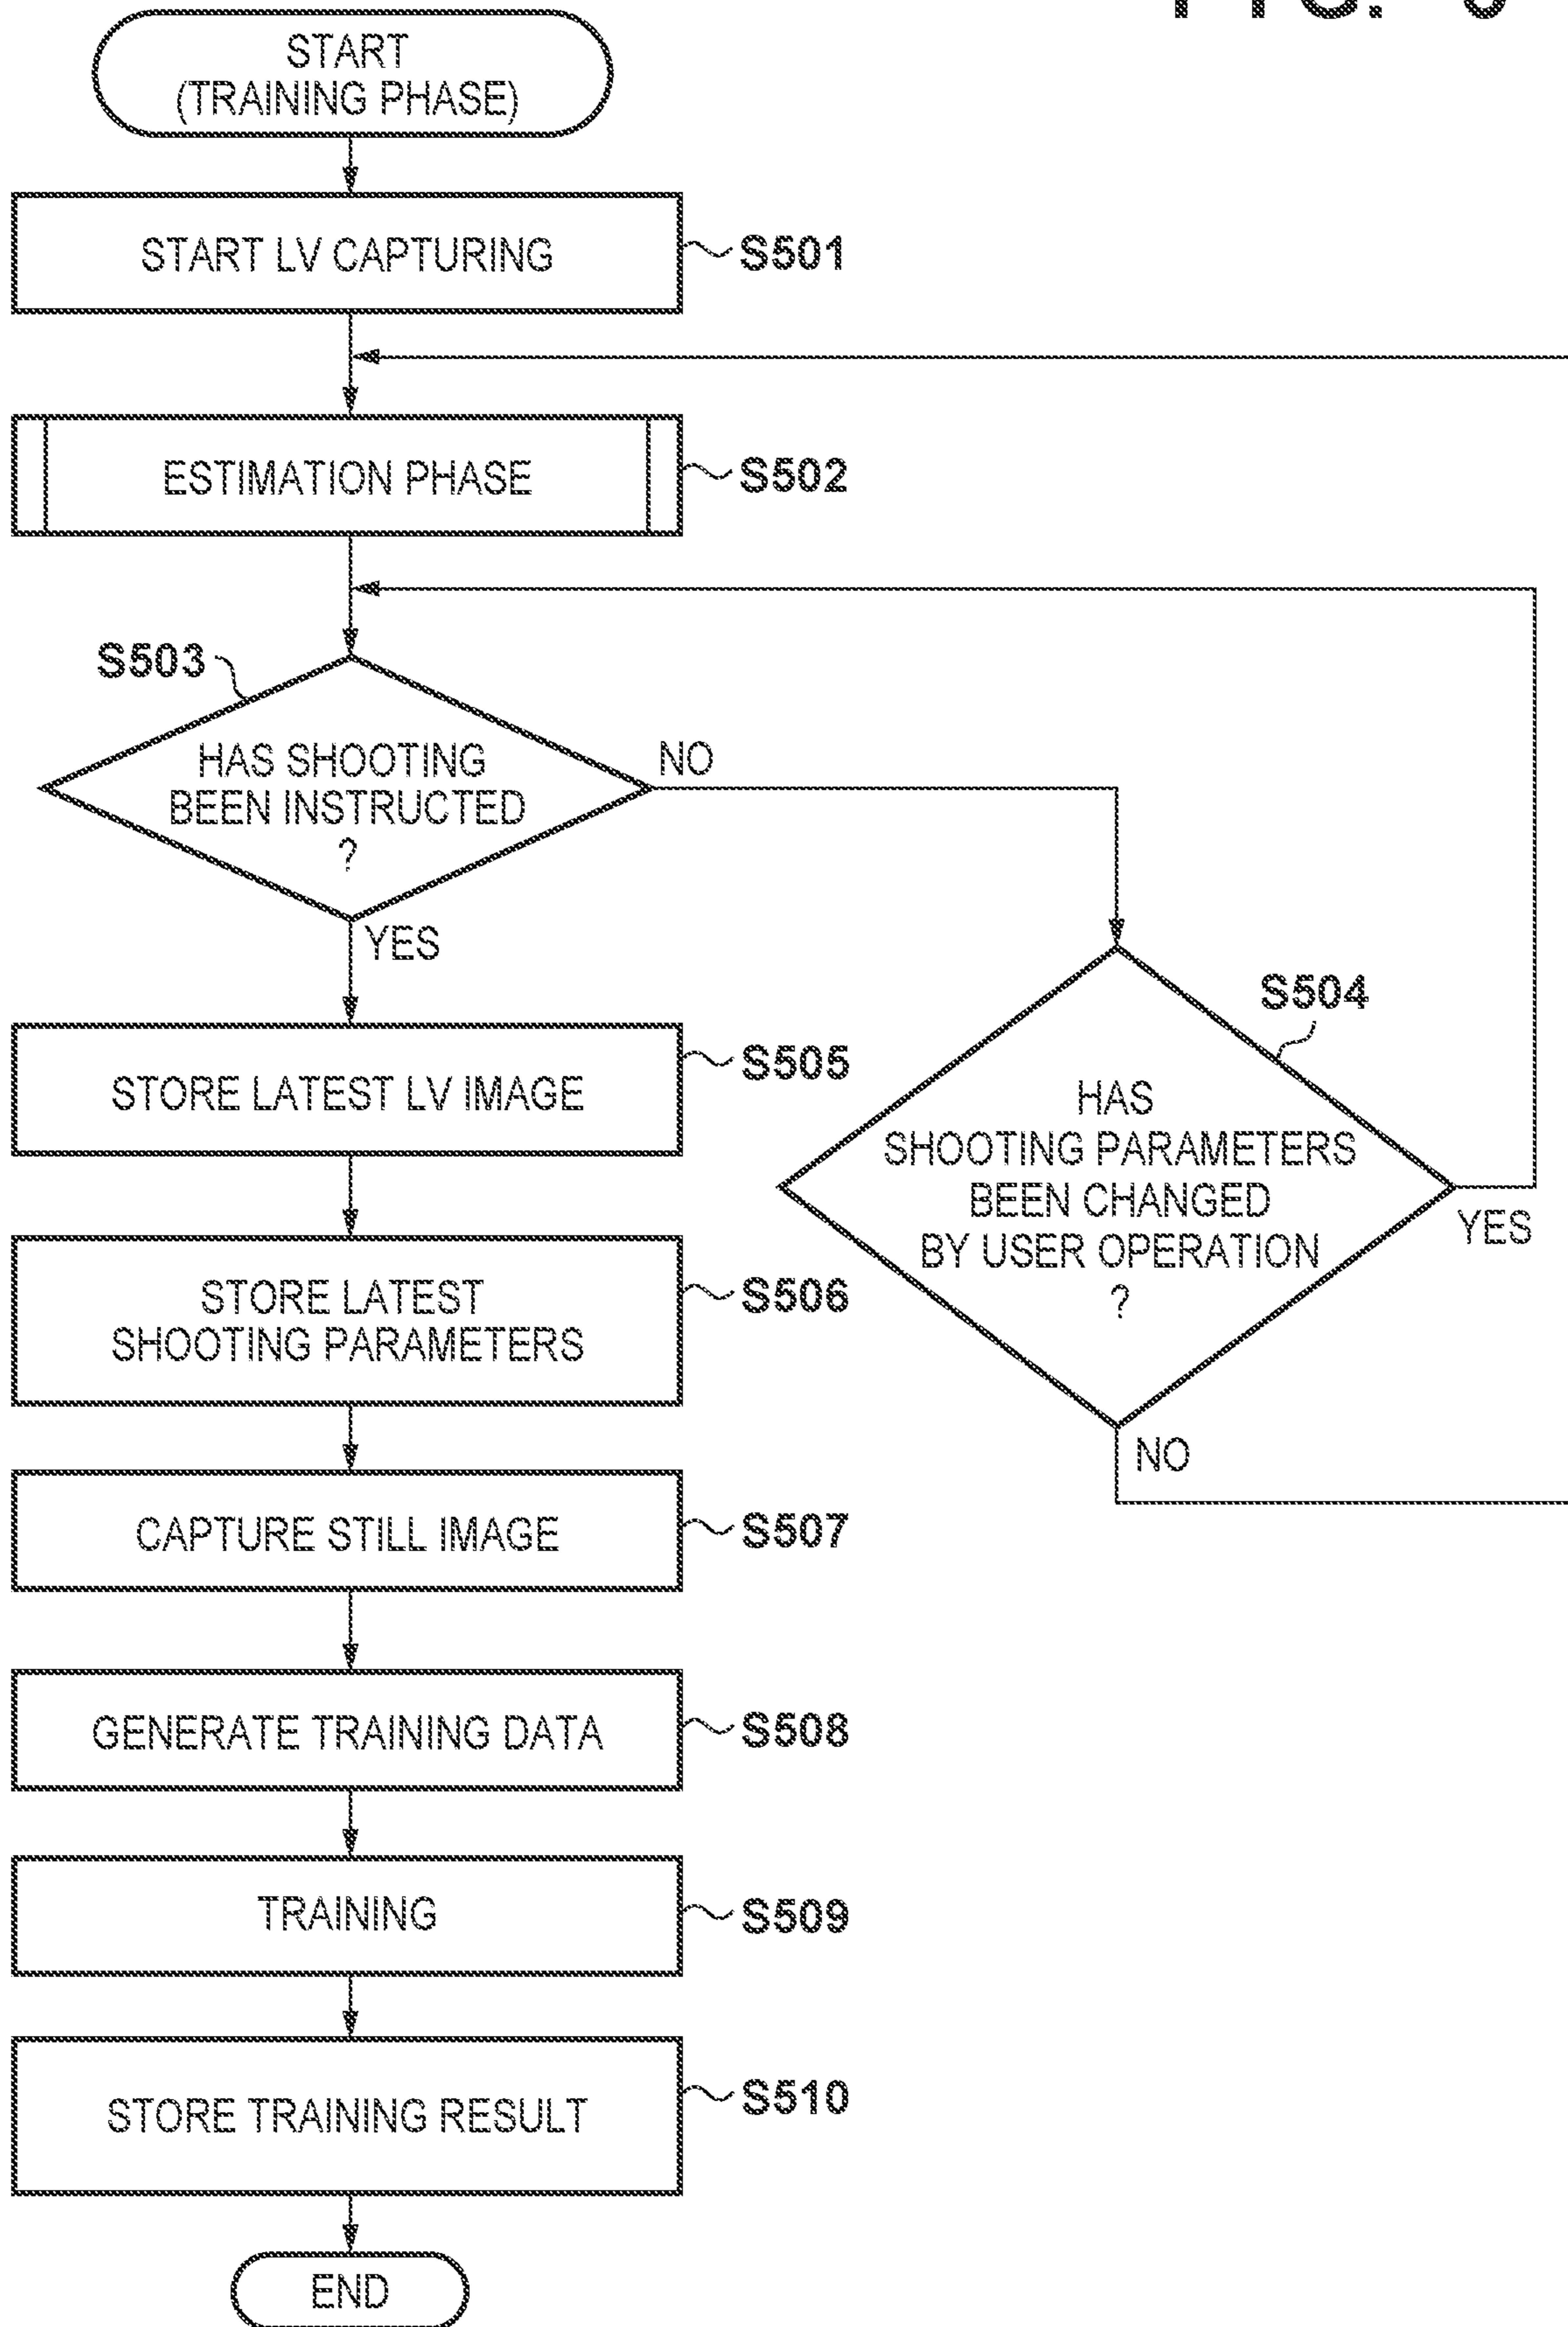 START
(TRAINING PHASE)
START LV CAPTURING
S501
ESTIMATION PHASE
S502
S503
HAS SHOOTING
BEEN INSTRUCTED
?
NO
YES
S504
HAS
SHOOTING PARAMETERS
BEEN CHANGED
BY USER OPERATION
?
YES
NO
STORE LATEST LV IMAGE
S505
STORE LATEST
SHOOTING PARAMETERS
S506
CAPTURE STILL IMAGE
S507
GENERATE TRAINING DATA
S508
TRAINING
S509
STORE TRAINING RESULT
S510
END